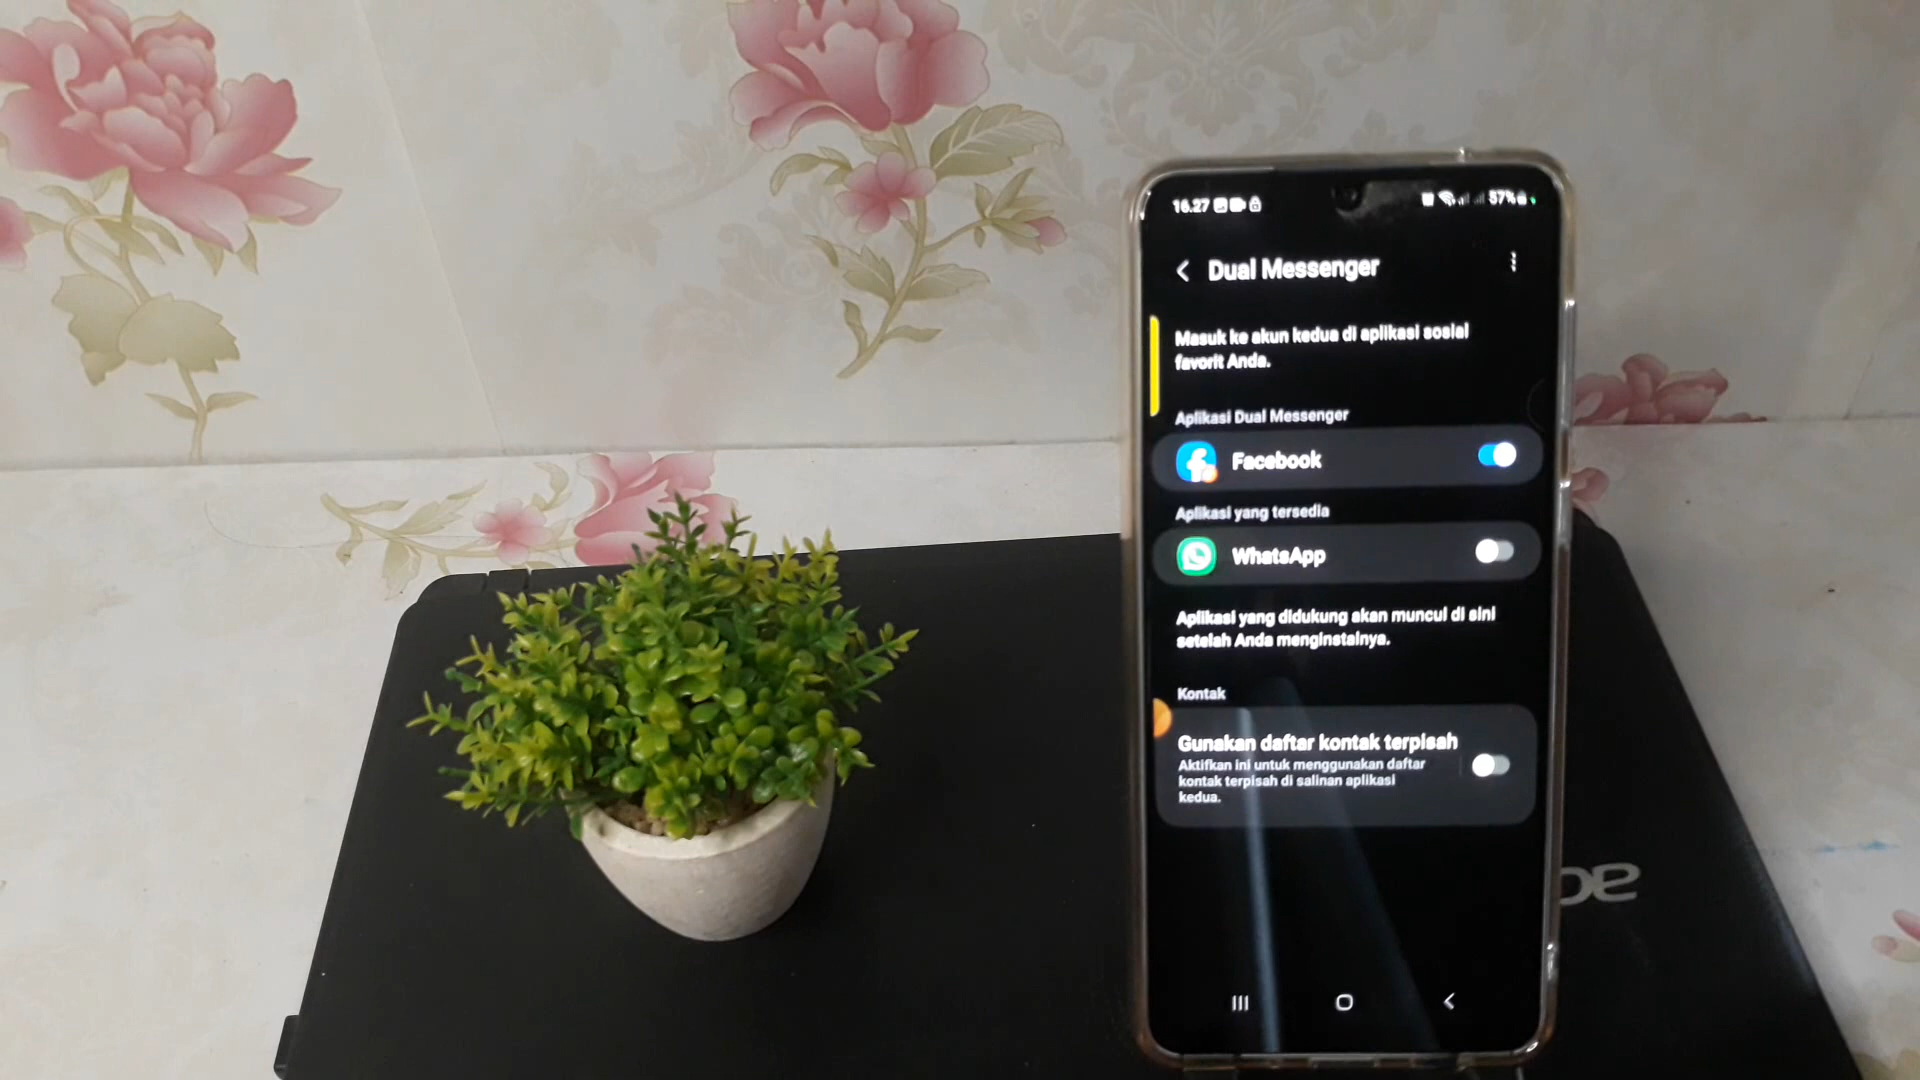 16.27
57%
Dual Messenger
Masuk ke akun kedua di aplikasi sosial
favorit Anda.
Aplikasi Dual Messenger
Facebook
Aplikasi yang tersedia
WhatsApp
Aplikasi yang didukung akan muncul di sini
setelah Anda menginstalnya.
Kontak
Gunakan daftar kontak terpisah
Aktifkan ini untuk menggunakan daftar
kontak terpisah di salinan aplikasi
kedua.